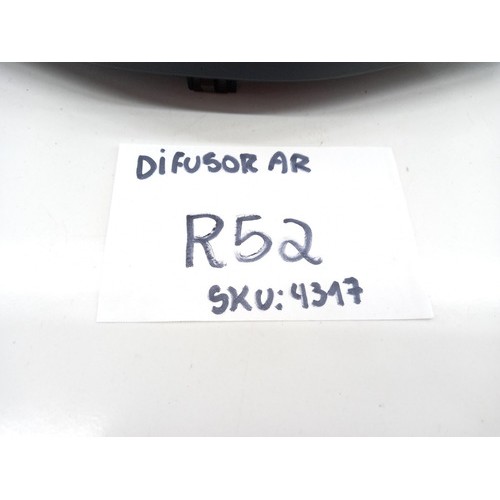 DiFUSOR AR
R52
SKU: 4317